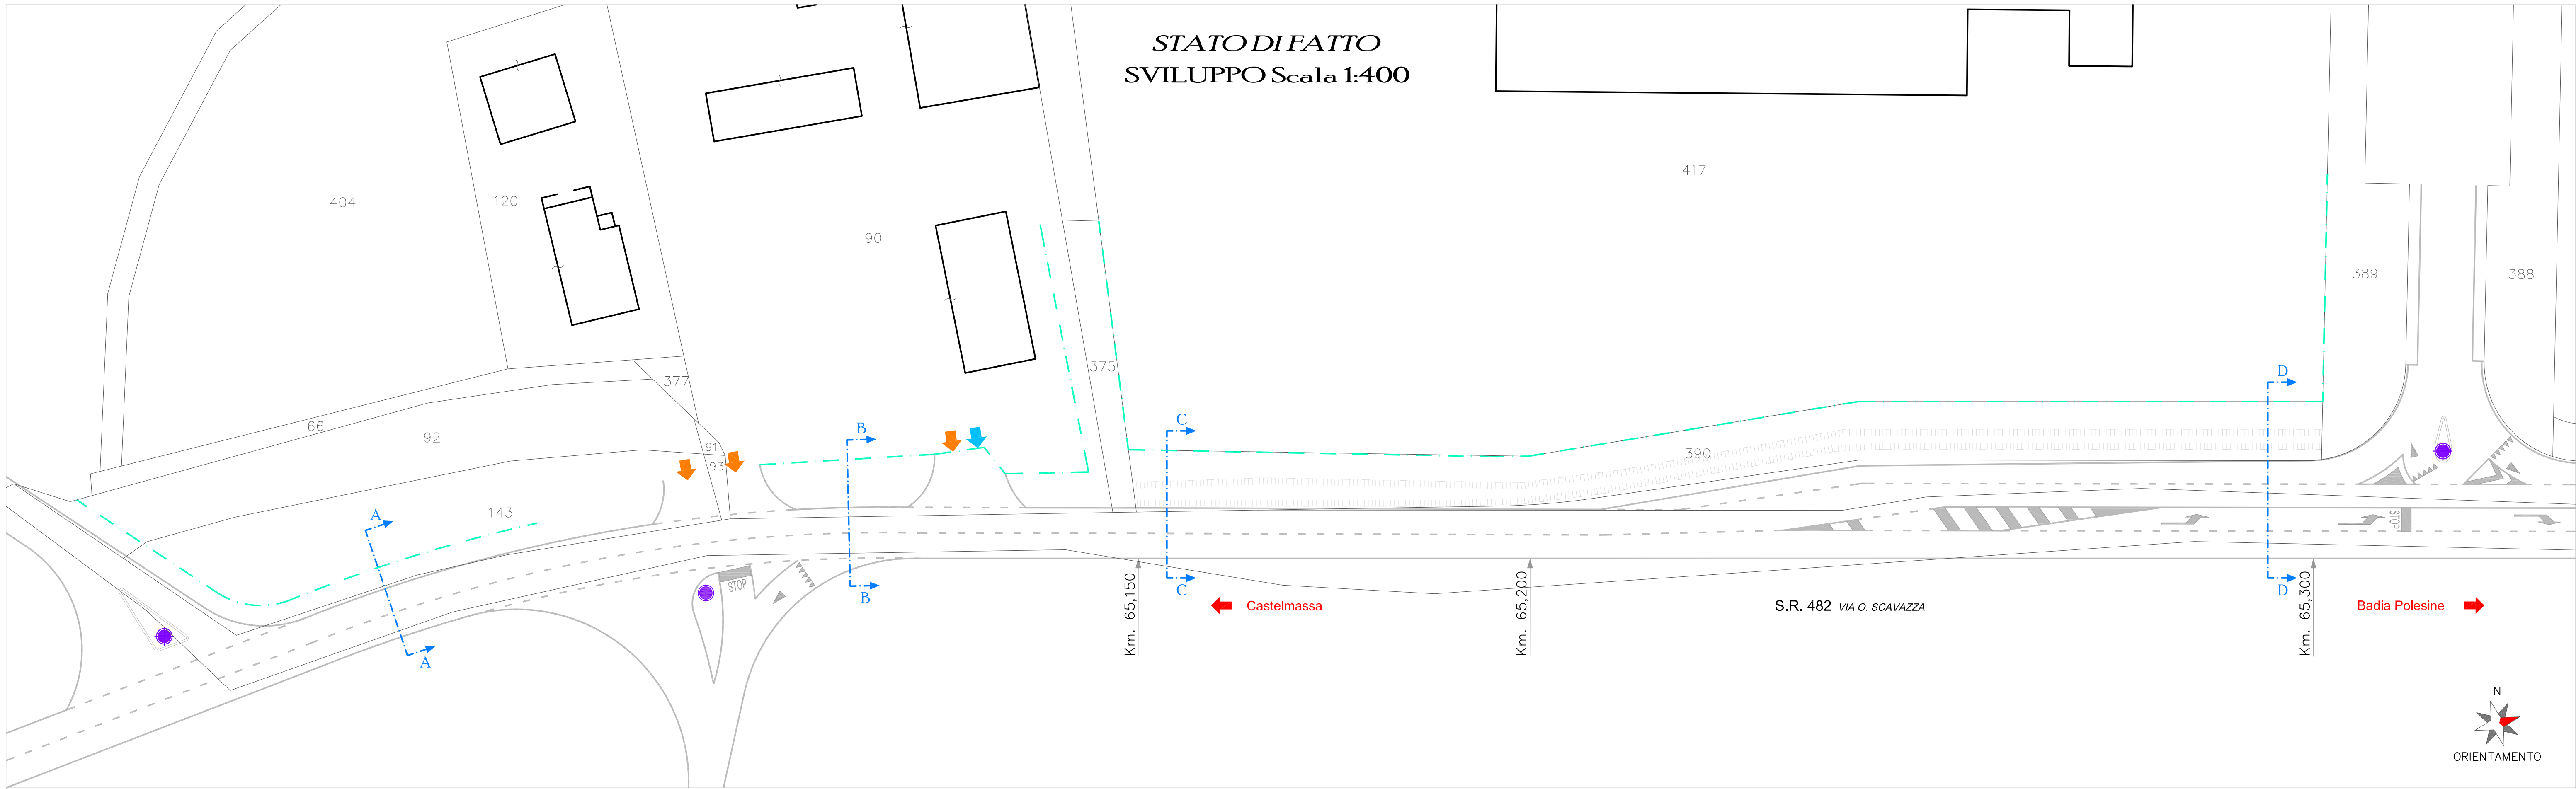 STATO DI FATTO
SVILUPPO Scala 1:400
417
404
120
90
389
388
375
377
D
C
B
66
92
91
93
390
A
143
STOP
STOP
B
C
D
A
Km. 65,150
Km. 65,200
Km. 65,300
Castelmassa
S.R. 482 VIA O. SCAVAZZA
Badia Polesine
N
ORIENTAMENTO